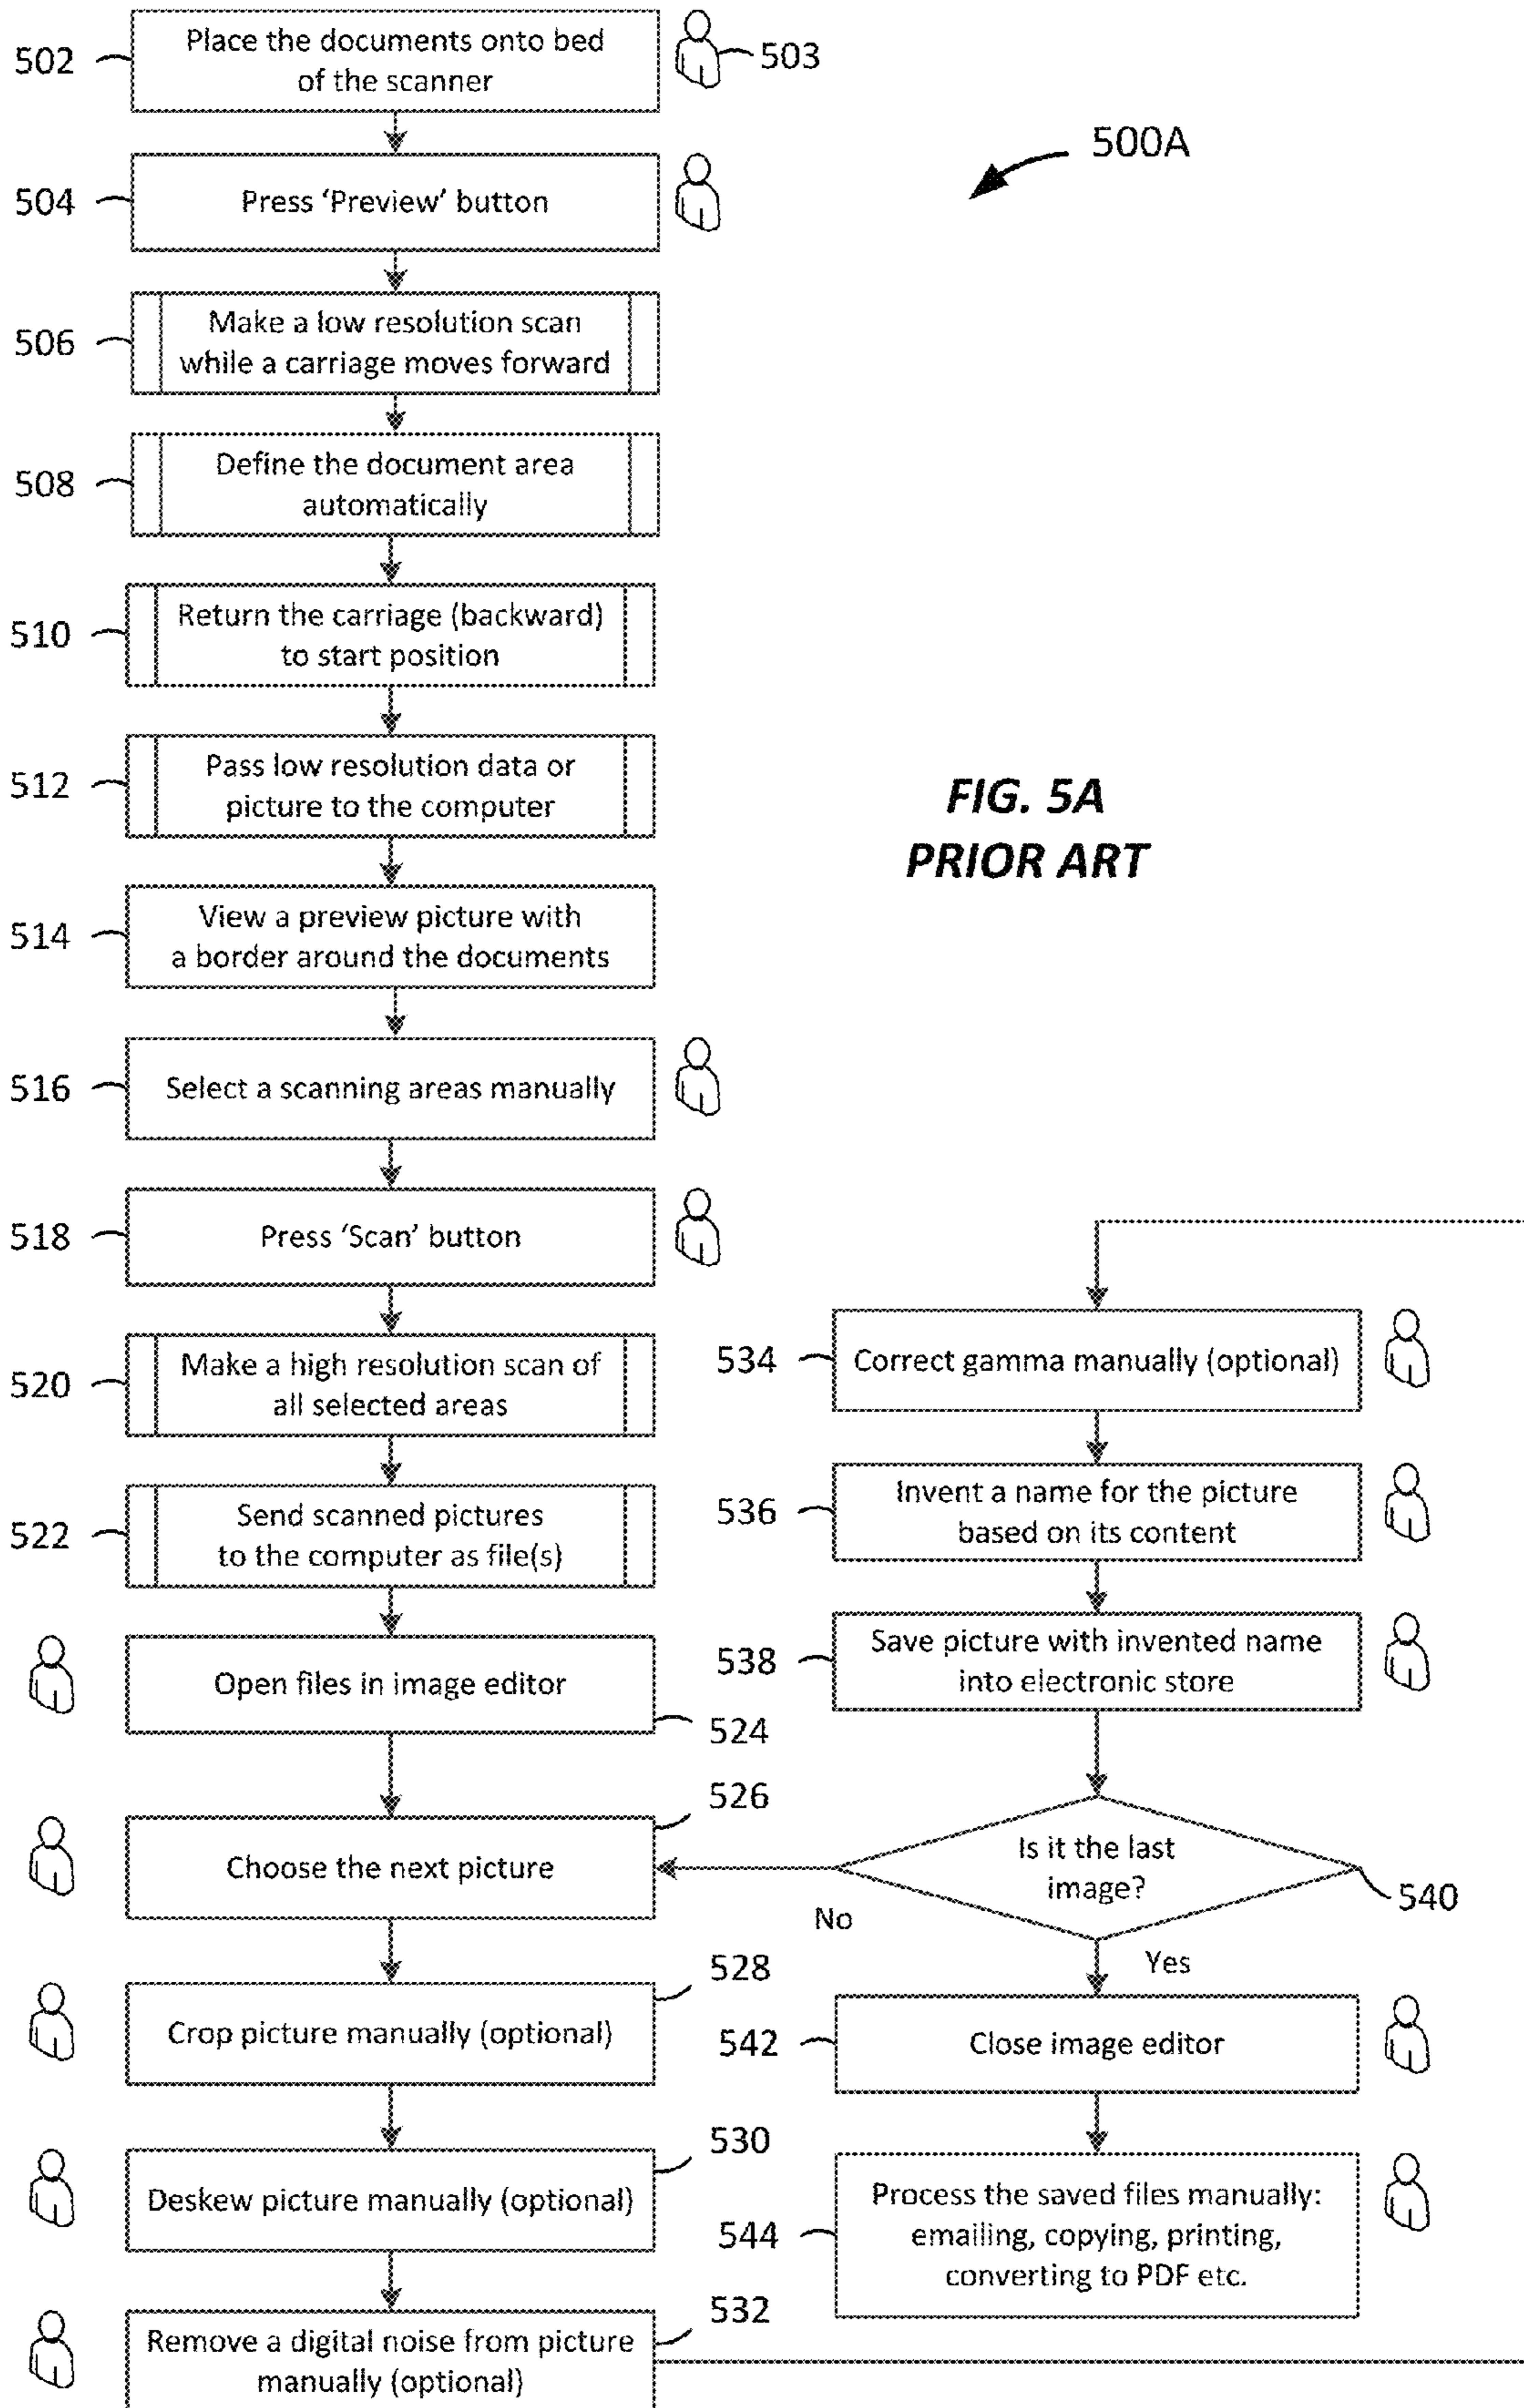 502
Place the documents onto bed
of the scanner
503
500A
504
Press ‘Preview’ button
506
Make a low resolution scan
while a carriage moves forward
508
Define the document area
automatically
510
Return the carriage (backward)
to start position
512
Pass low resolution data or
picture to the computer
FIG. 5A
PRIOR ART
514
View a preview picture with
a border around the documents
516
Select a scanning areas manually
518
Press ‘Scan’ button
520
Make a high resolution scan of
all selected areas
522
Send scanned pictures
to the computer as file(s)
Open files in image editor
524
526
Choose the next picture
528
Crop picture manually (optional)
530
Deskew picture manually (optional)
532
Remove a digital noise from picture
manually (optional)
534
Correct gamma manually (optional)
536
Invent a name for the picture
based on its content
538
Save picture with invented name
into electronic store
Is it the last
image?
540
No
Yes
542
Close image editor
544
Process the saved files manually:
emailing, copying, printing,
converting to PDF etc.